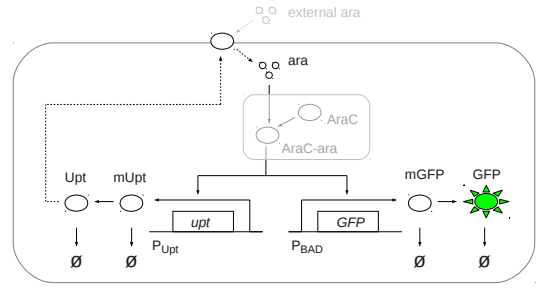 external ara
ara
AraC
AraC-ara
Upt
mUpt
mGFP
GFP
upt
GFP
P_Upt
P_BAD
Ø
Ø
Ø
Ø